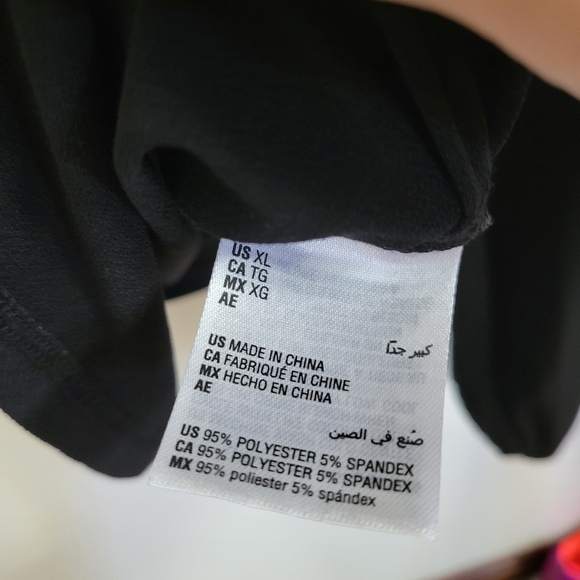 US XL
CA TG
MX XG
AE
كبير جدًا
US MADE IN CHINA
CA FABRIQUÉ EN CHINE
MX HECHO EN CHINA
AE
صُنع في الصين
US 95% POLYESTER 5% SPANDEX
CA 95% POLYESTER 5% SPANDEX
MX 95% poliester 5% spándex